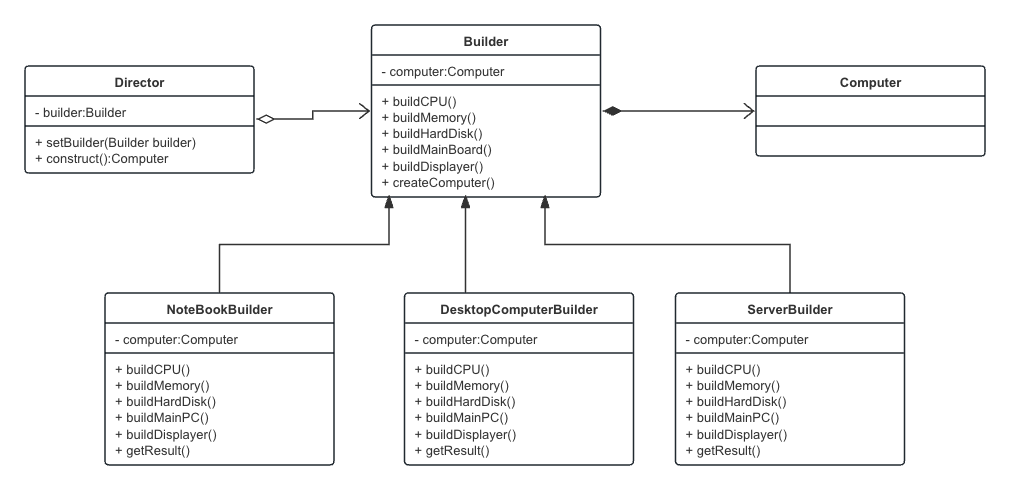 Builder
- computer:Computer
+ buildCPU()
+ buildMemory()
+ buildHardDisk()
+ buildMainBoard()
+ buildDisplayer()
+ createComputer()
Director
- builder:Builder
+ setBuilder(Builder builder)
+ construct():Computer
Computer
NoteBookBuilder
- computer:Computer
+ buildCPU()
+ buildMemory()
+ buildHardDisk()
+ buildMainPC()
+ buildDisplayer()
+ getResult()
DesktopComputerBuilder
- computer:Computer
+ buildCPU()
+ buildMemory()
+ buildHardDisk()
+ buildMainPC()
+ buildDisplayer()
+ getResult()
ServerBuilder
- computer:Computer
+ buildCPU()
+ buildMemory()
+ buildHardDisk()
+ buildMainPC()
+ buildDisplayer()
+ getResult()